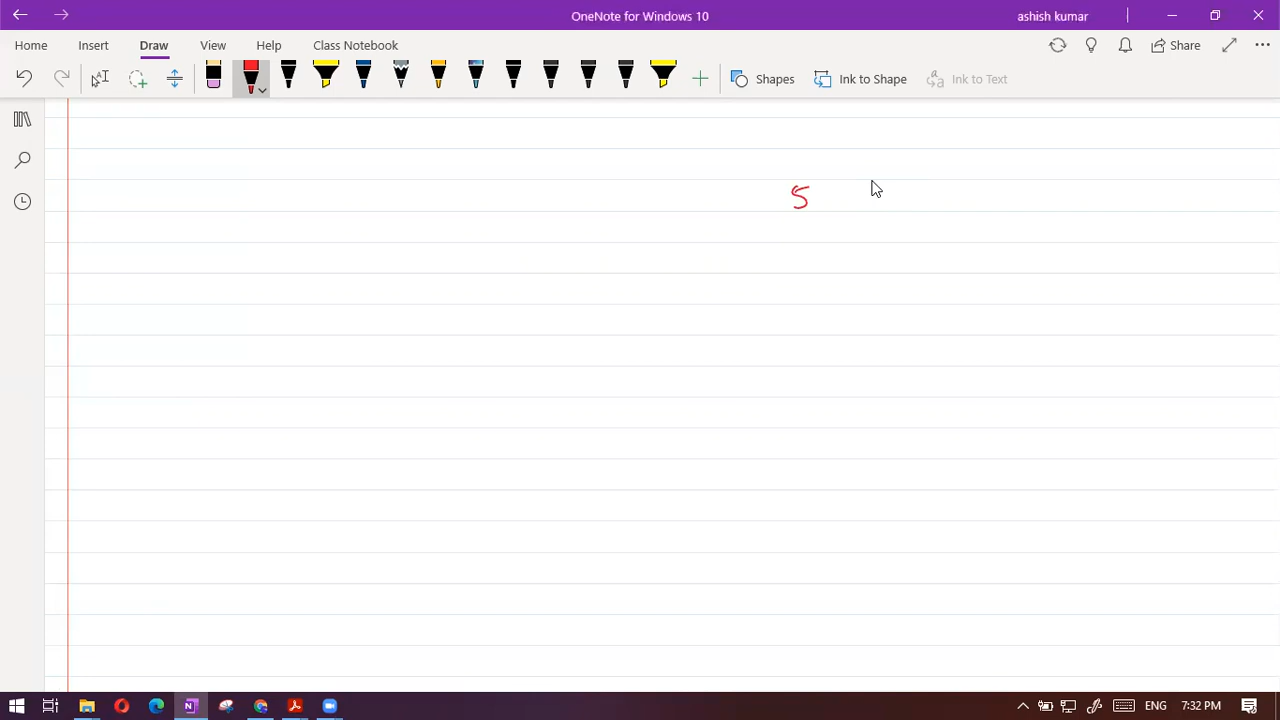 OneNote for Windows 10
ashish kumar
Home Insert Draw View Help Class Notebook
Share
Shapes Ink to Shape Ink to Text
5
ENG 7:32 PM